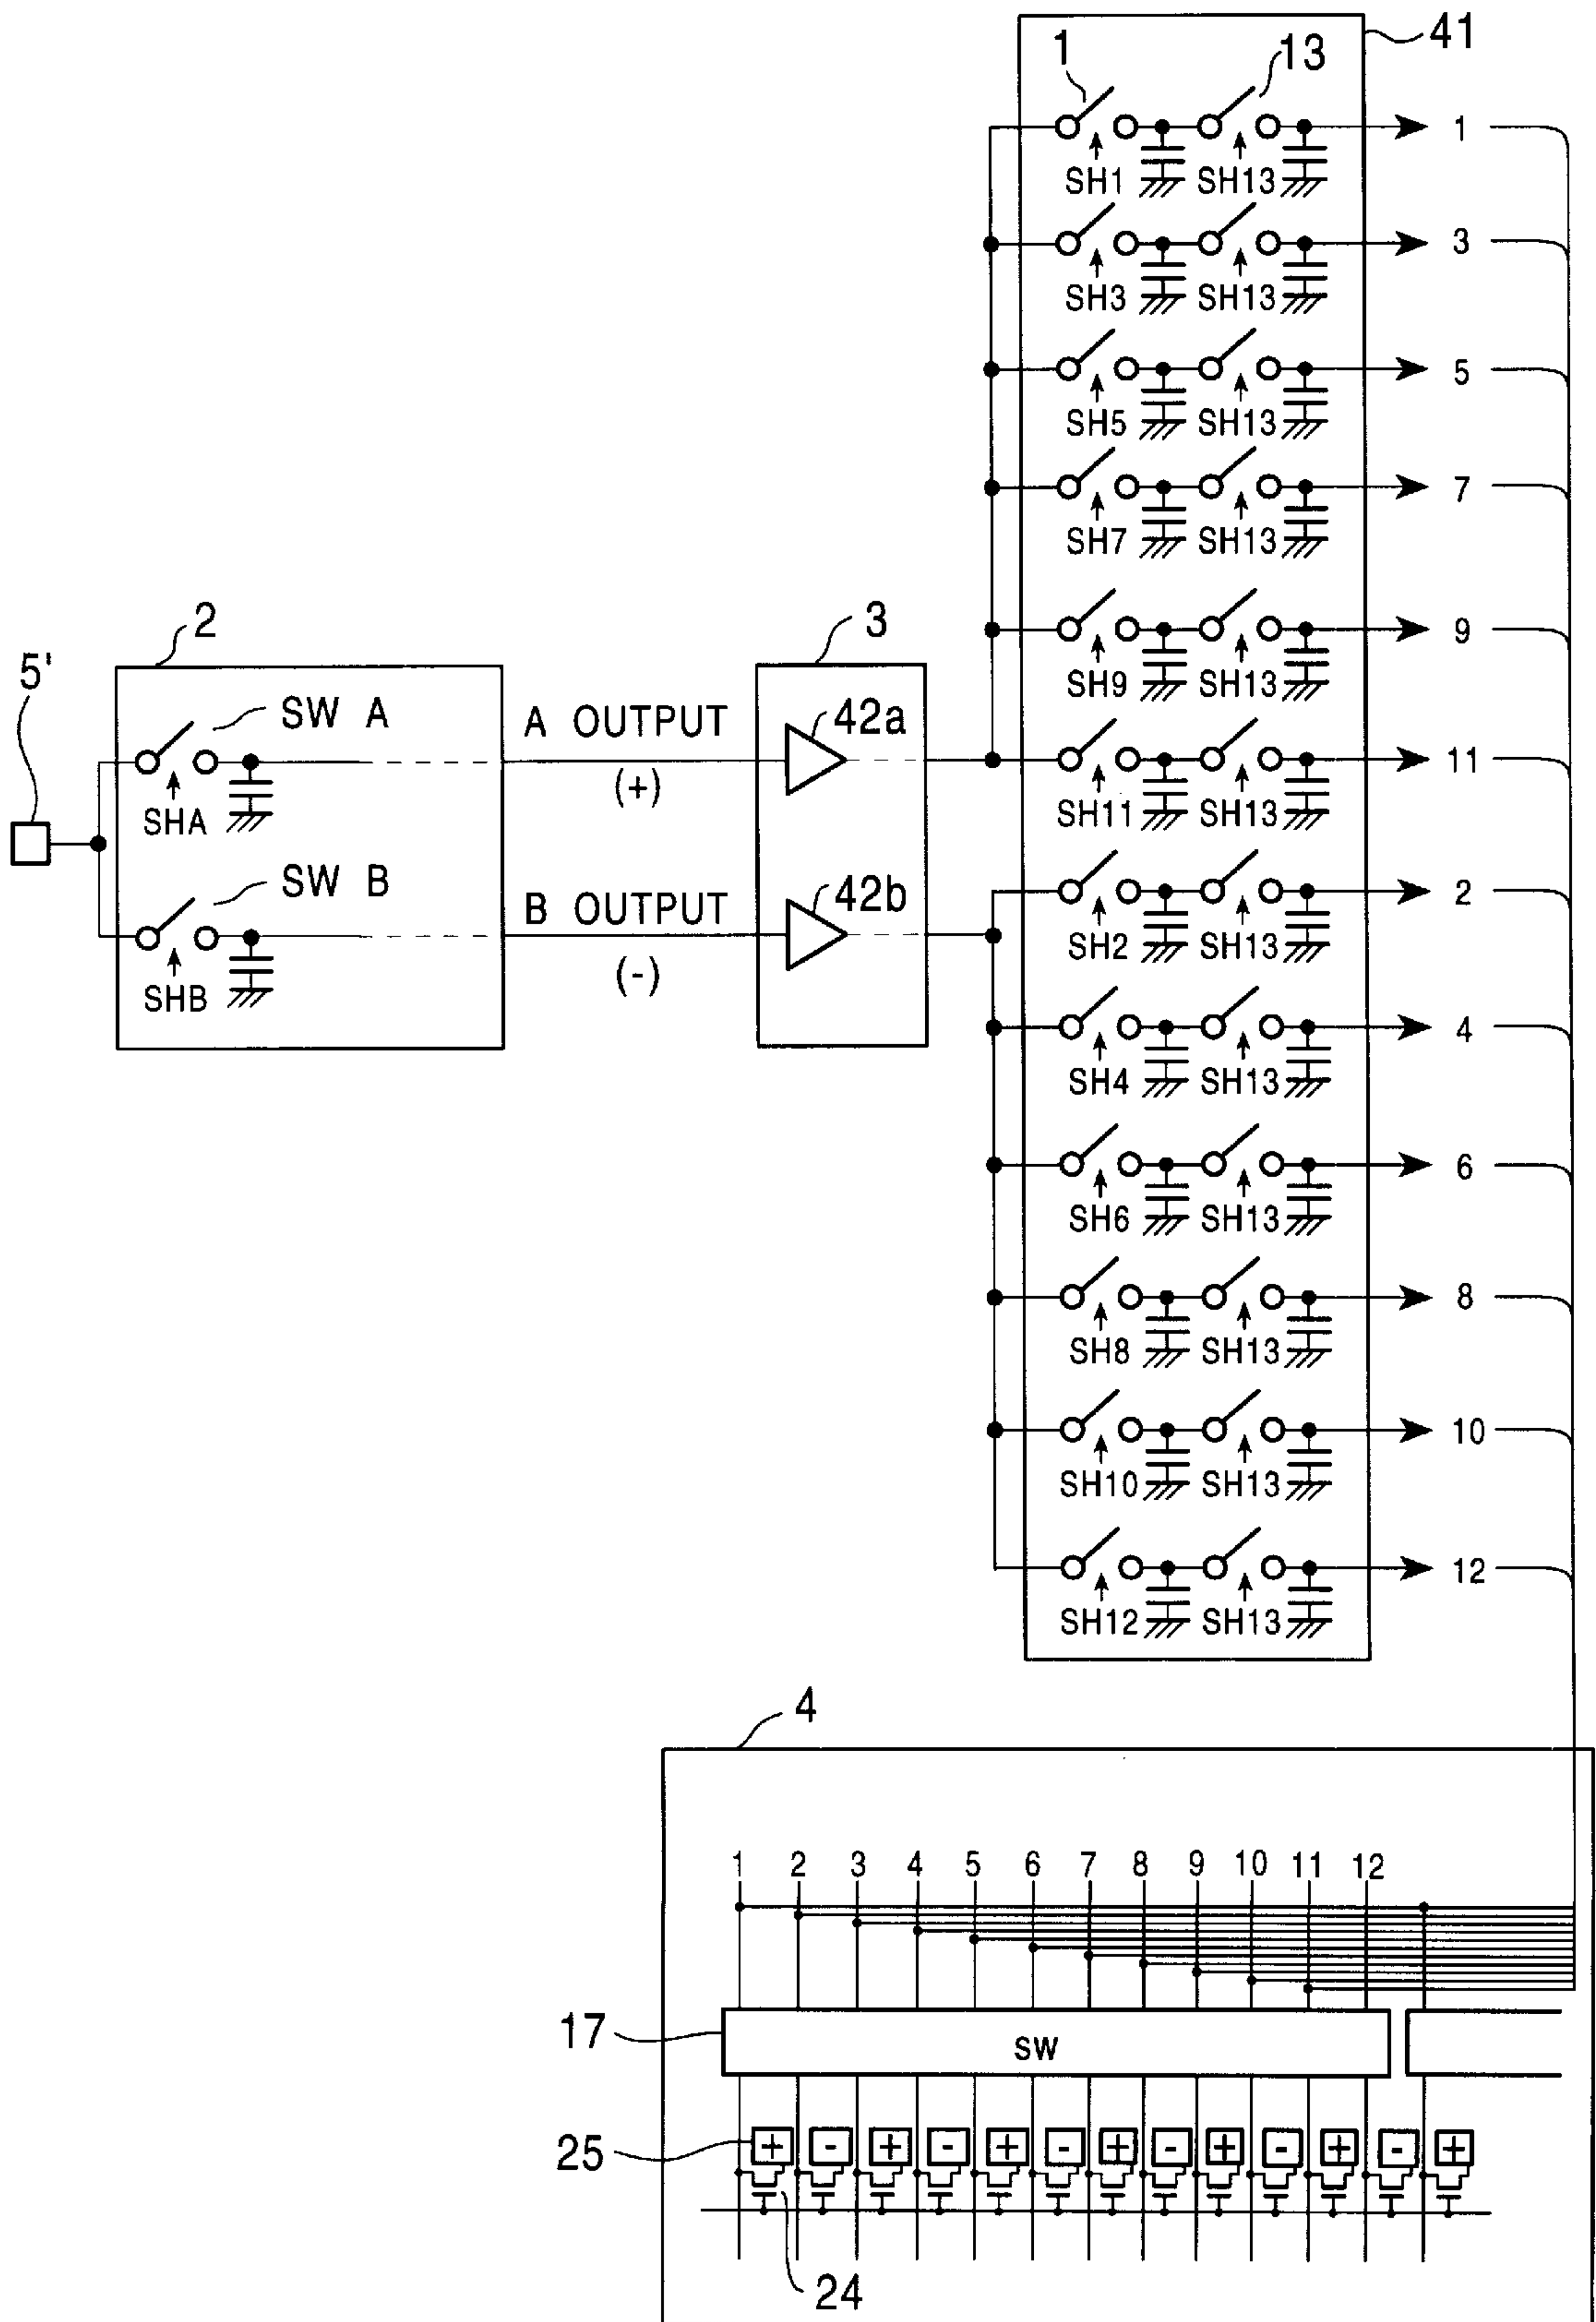 41
1
13
1
SH1
SH13
3
SH3
SH13
5
SH5
SH13
7
SH7
SH13
9
SH9
SH13
11
SH11
SH13
2
SH2
SH13
4
SH4
SH13
6
SH6
SH13
8
SH8
SH13
10
SH10
SH13
12
SH12
SH13
5'
2
SW A
SHA
SW B
SHB
A OUTPUT
(+)
B OUTPUT
(-)
3
42a
42b
4
1 2 3 4 5 6 7 8 9 10 11 12
17
SW
25
+ - + - + - + - + - + - +
24